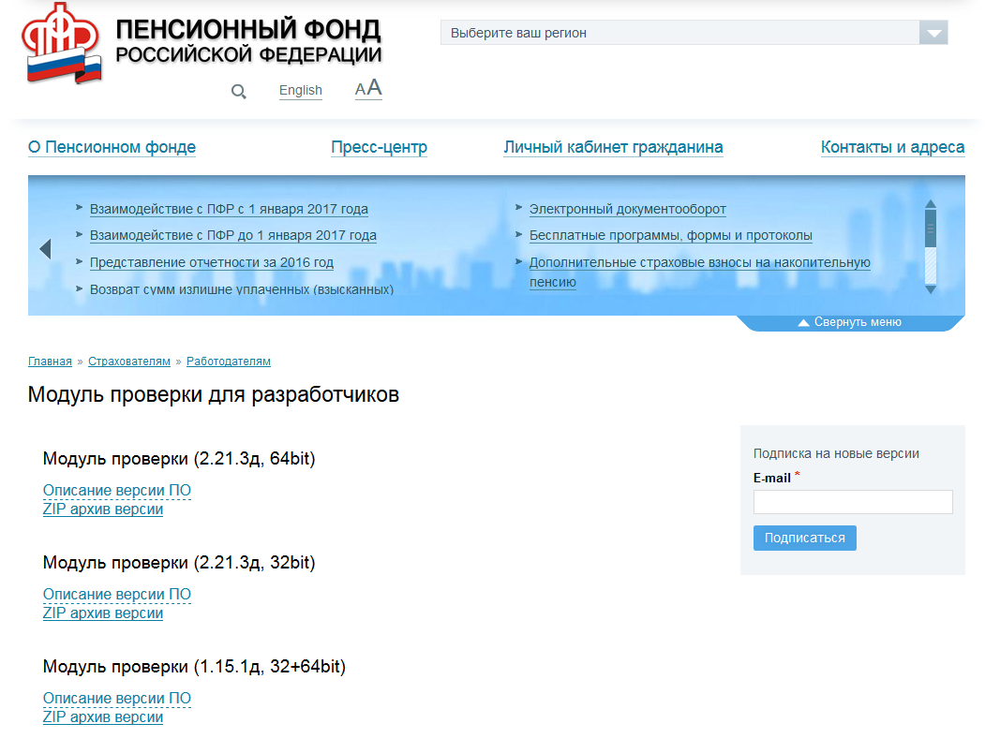 ПЕНСИОННЫЙ ФОНД
РОССИЙСКОЙ ФЕДЕРАЦИИ
Выберите ваш регион
English
АА
О Пенсионном фонде
Пресс-центр
Личный кабинет гражданина
Контакты и адреса
Взаимодействие с ПФР с 1 января 2017 года
Взаимодействие с ПФР до 1 января 2017 года
Представление отчетности за 2016 год
Возврат сумм излишне уплаченных (взысканных)
Электронный документооборот
Бесплатные программы, формы и протоколы
Дополнительные страховые взносы на накопительную
пенсию
Свернуть меню
Главная » Страхователям » Работодателям
Модуль проверки для разработчиков
Модуль проверки (2.21.3д, 64bit)
Описание версии ПО
ZIP архив версии
Модуль проверки (2.21.3д, 32bit)
Описание версии ПО
ZIP архив версии
Модуль проверки (1.15.1д, 32+64bit)
Описание версии ПО
ZIP архив версии
Подписка на новые версии
E-mail *
Подписаться